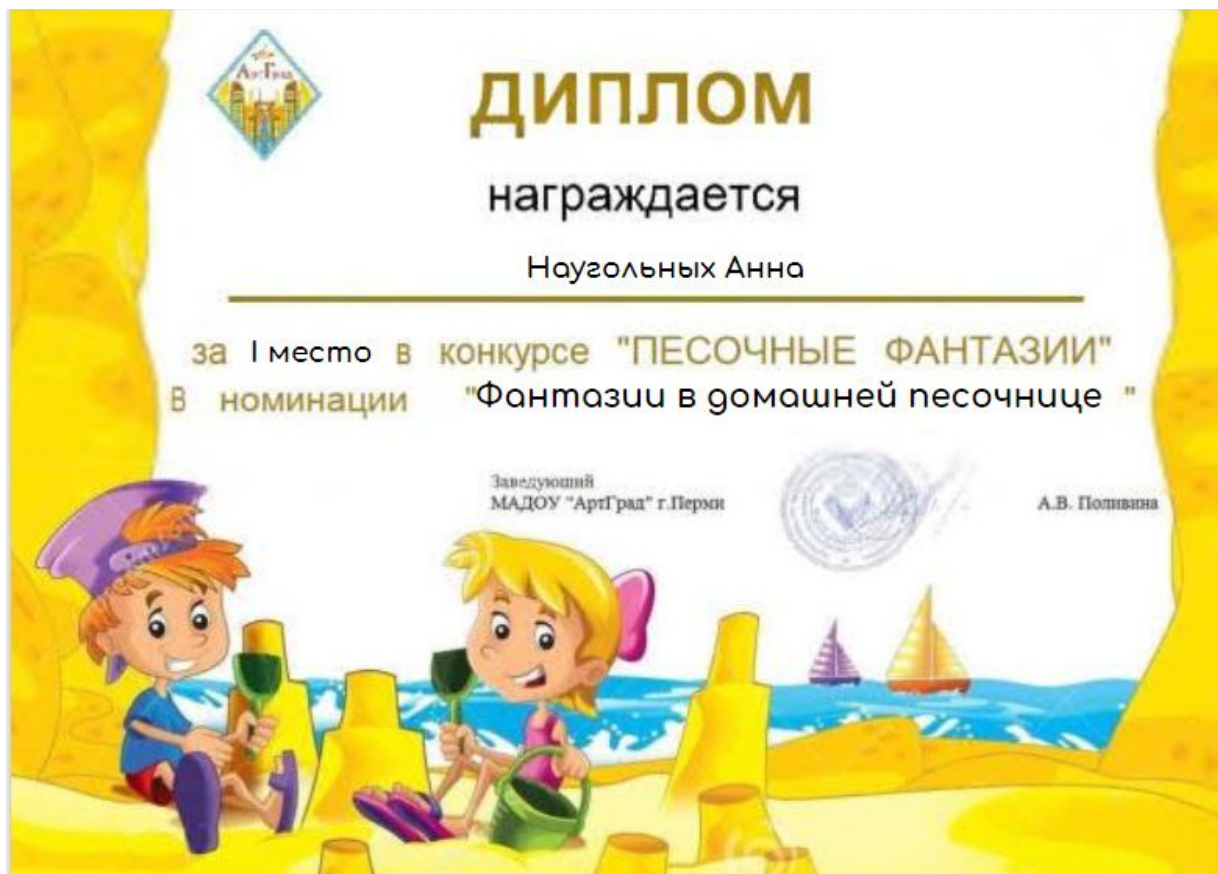 АртГрад
ДИПЛОМ
награждается
Наугольных Анна
за I место в конкурсе "ПЕСОЧНЫЕ ФАНТАЗИИ"
В номинации "Фантазии в домашней песочнице "
Заведующий
МАДОУ "АртГрад" г.Перми
А.В. Поливина